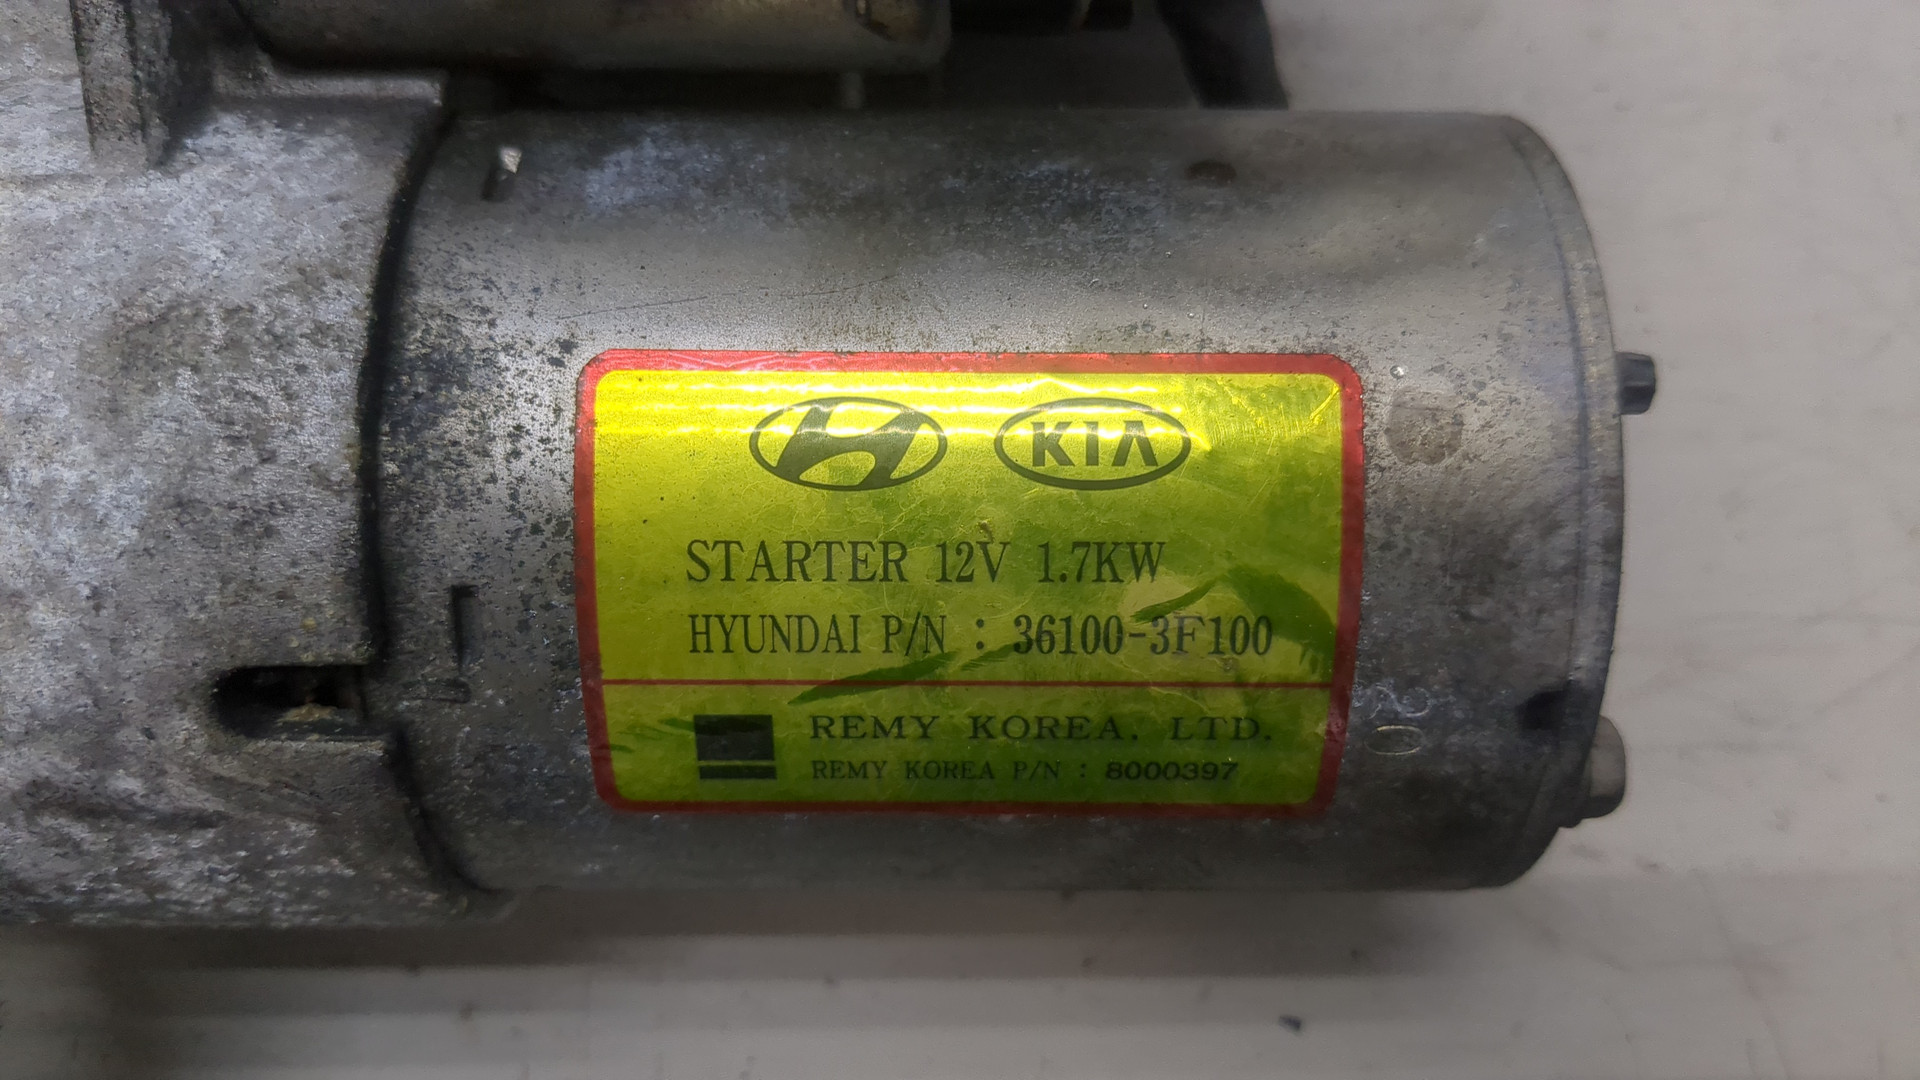 KIA
STARTER 12V 1.7KW
HYUNDAI P/N : 36100-3F100
REMY KOREA. LTD.
REMY KOREA P/N : 8000397